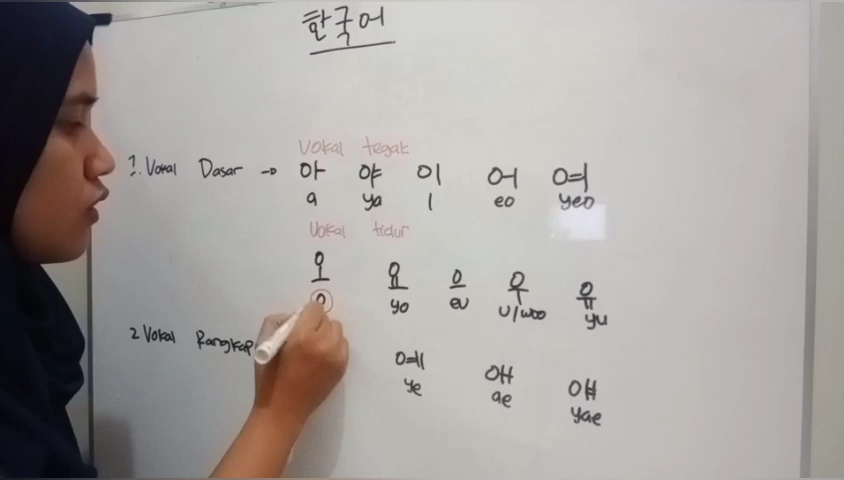 한국어
Vokal tegak
1. Vokal Dasar → 아 야 이 어 여
a ya i eo yeo
Vokal tidur
오 요 으 우 유
o yo eu u/woo yu
2 Vokal Rangkap
예 애 얘
ye ae yae